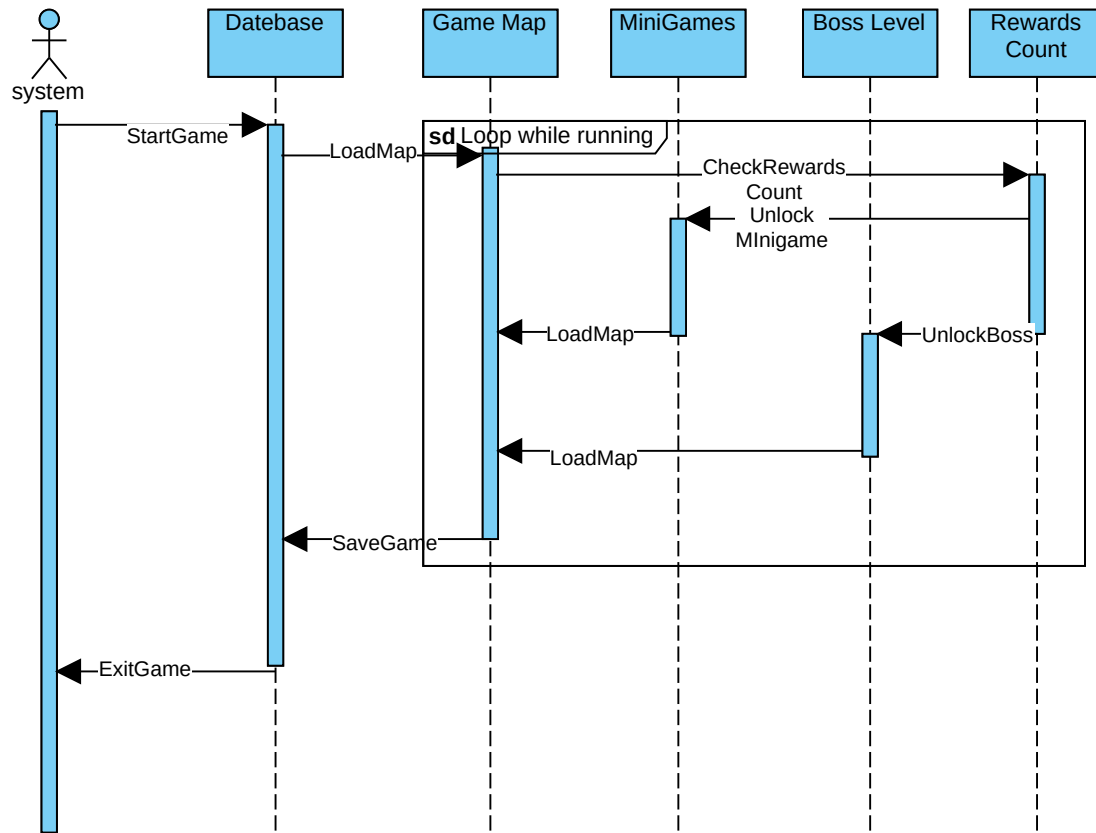 Datebase
Game Map
MiniGames
Boss Level
Rewards
Count
system
StartGame
sd Loop while running
LoadMap
CheckRewards
Count
Unlock
MInigame
LoadMap
UnlockBoss
LoadMap
SaveGame
ExitGame